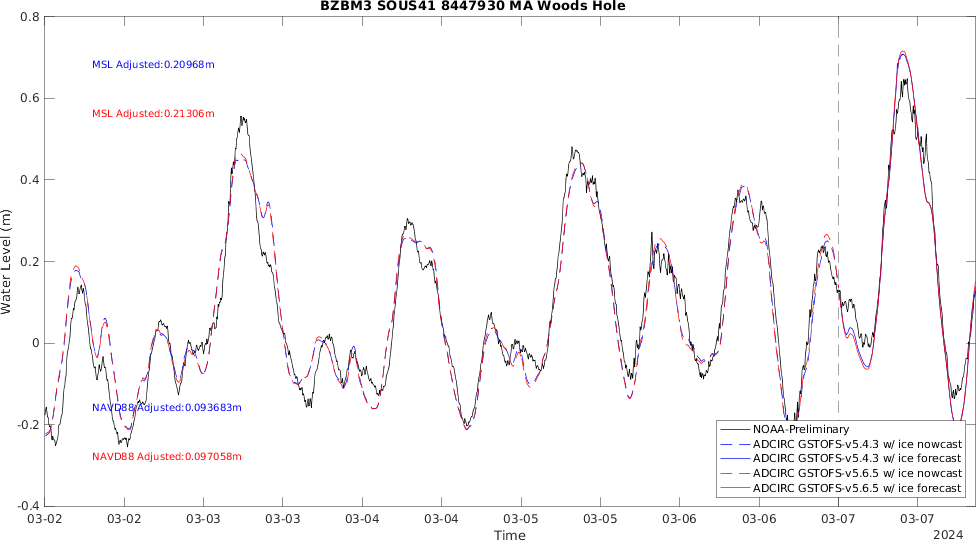 BZBM3 SOUS41 8447930 MA Woods Hole
0.8
0.6
0.4
0.2
0
-0.2
-0.4
Water Level (m)
MSL Adjusted:0.20968m
MSL Adjusted:0.21306m
NAVD88 Adjusted:0.093683m
NAVD88 Adjusted:0.097058m
NOAA-Preliminary
ADCIRC GSTOFS-v5.4.3 w/ ice nowcast
ADCIRC GSTOFS-v5.4.3 w/ ice forecast
ADCIRC GSTOFS-v5.6.5 w/ ice nowcast
ADCIRC GSTOFS-v5.6.5 w/ ice forecast
03-02 03-02 03-03 03-03 03-04 03-04 03-05 03-05 03-06 03-06 03-07 03-07
Time
2024